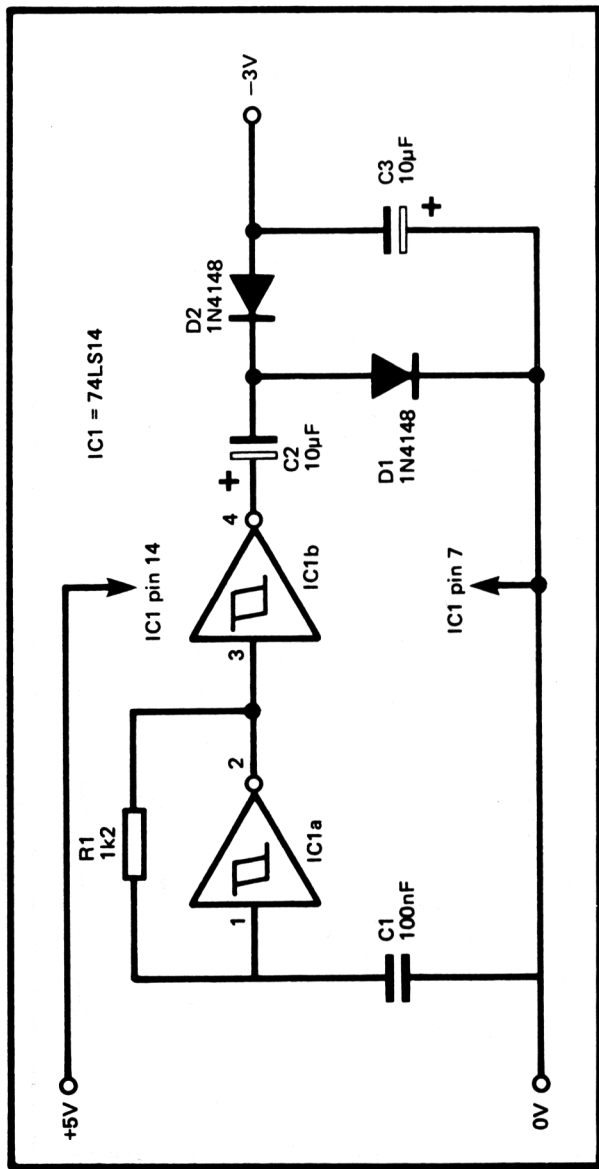 +5V
0V
R1
1k2
1
2
IC1a
C1
100nF
3
4
IC1b
IC1 pin 14
IC1 pin 7
IC1 = 74LS14
+
C2
10µF
D1
1N4148
D2
1N4148
C3
10µF
+
−3V